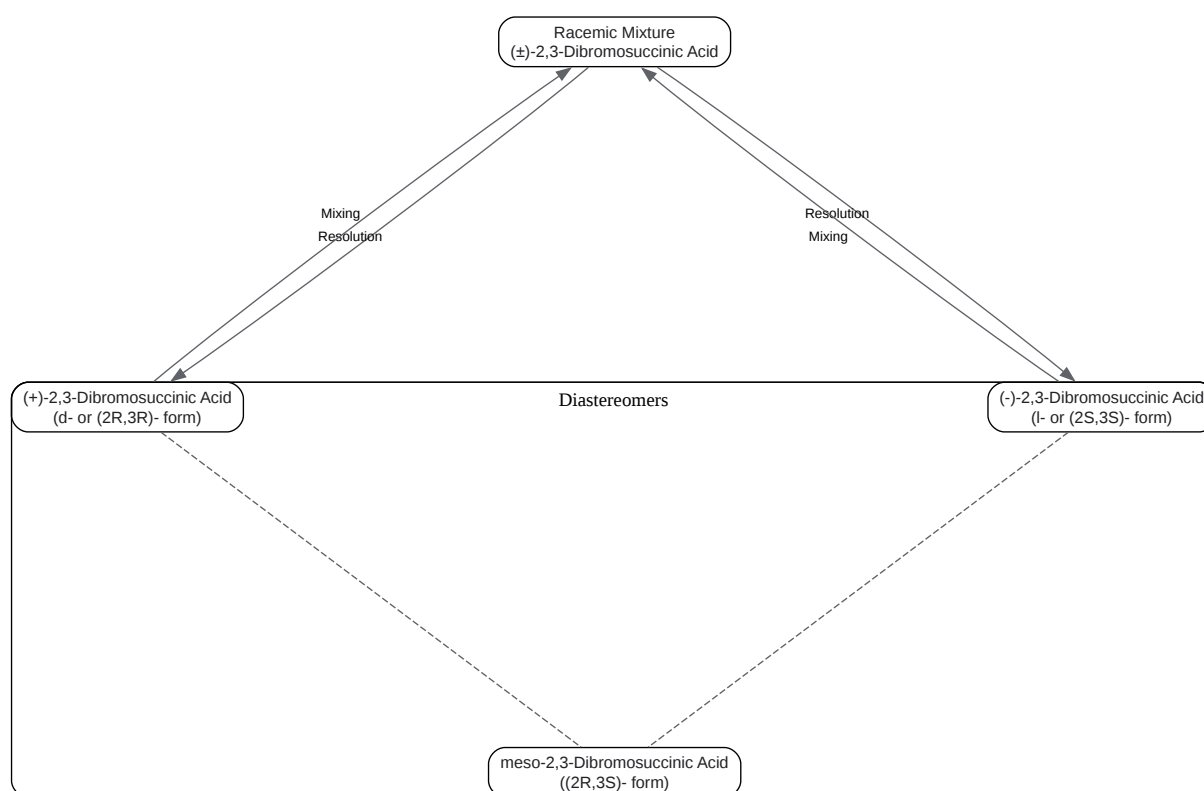 Racemic Mixture
(±)-2,3-Dibromosuccinic Acid
Mixing
Resolution
Resolution
Mixing
(+)-2,3-Dibromosuccinic Acid
(d- or (2R,3R)- form)
Diastereomers
(-)-2,3-Dibromosuccinic Acid
(l- or (2S,3S)- form)
meso-2,3-Dibromosuccinic Acid
((2R,3S)- form)